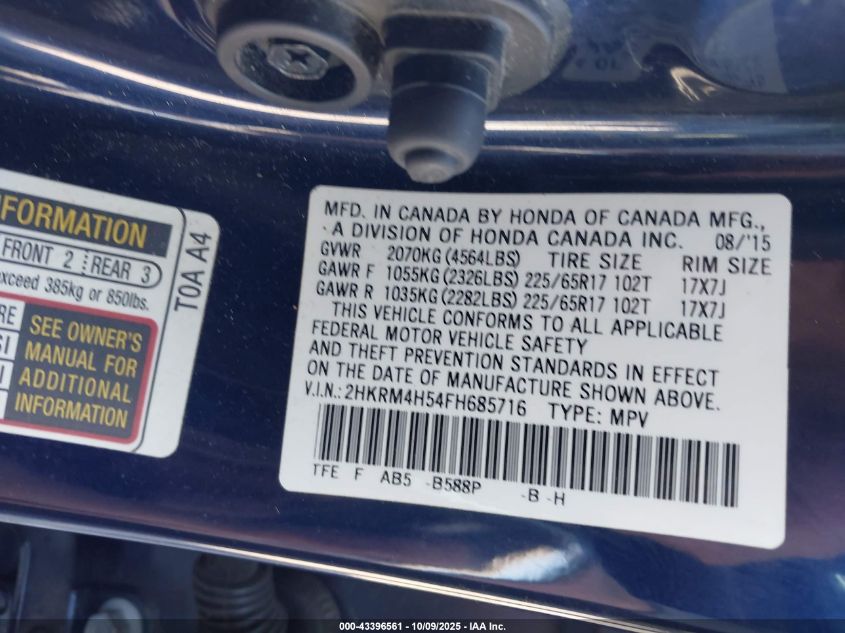 MFD. IN CANADA BY HONDA OF CANADA MFG.,
A DIVISION OF HONDA CANADA INC. 08/'15
GVWR 2070KG (4564LBS) TIRE SIZE RIM SIZE
GAWR F 1055KG (2326LBS) 225/65R17 102T 17X7J
GAWR R 1035KG (2282LBS) 225/65R17 102T 17X7J
THIS VEHICLE CONFORMS TO ALL APPLICABLE
FEDERAL MOTOR VEHICLE SAFETY
AND THEFT PREVENTION STANDARDS IN EFFECT
ON THE DATE OF MANUFACTURE SHOWN ABOVE.
V.I.N.: 2HKRM4H54FH685716 TYPE: MPV
TFE F AB5 -B588P -B -H
FORMATION
FRONT 2 REAR 3
exceed 385kg or 850lbs.
SEE OWNER'S
MANUAL FOR
ADDITIONAL
INFORMATION
T0A A4
000-43396561 - 10/09/2025 - IAA Inc.